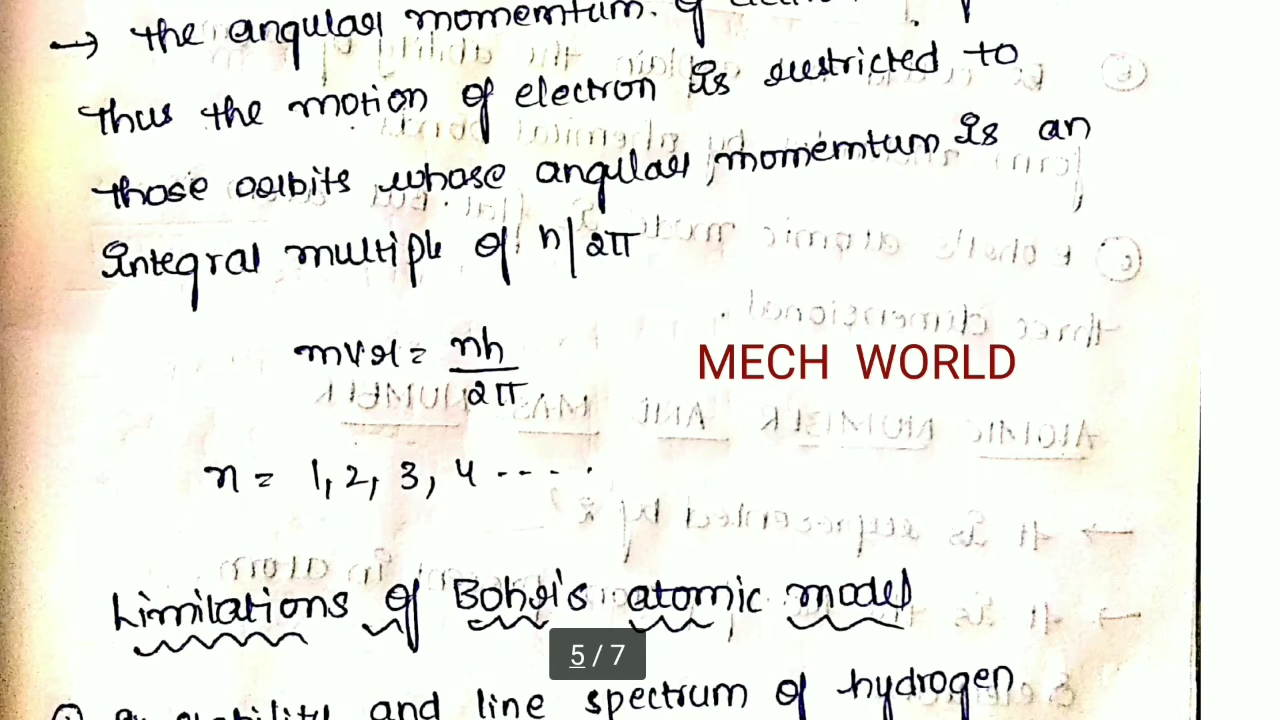 → the angular momentum. of
thus the motion of electron is restricted to
those orbits whose angular momentum is an
integral multiple of h/2π
mvr = nh/2π
MECH WORLD
n = 1, 2, 3, 4 ----.
Limitations of Bohr's atomic model
5 / 7
stability and line spectrum of hydrogen